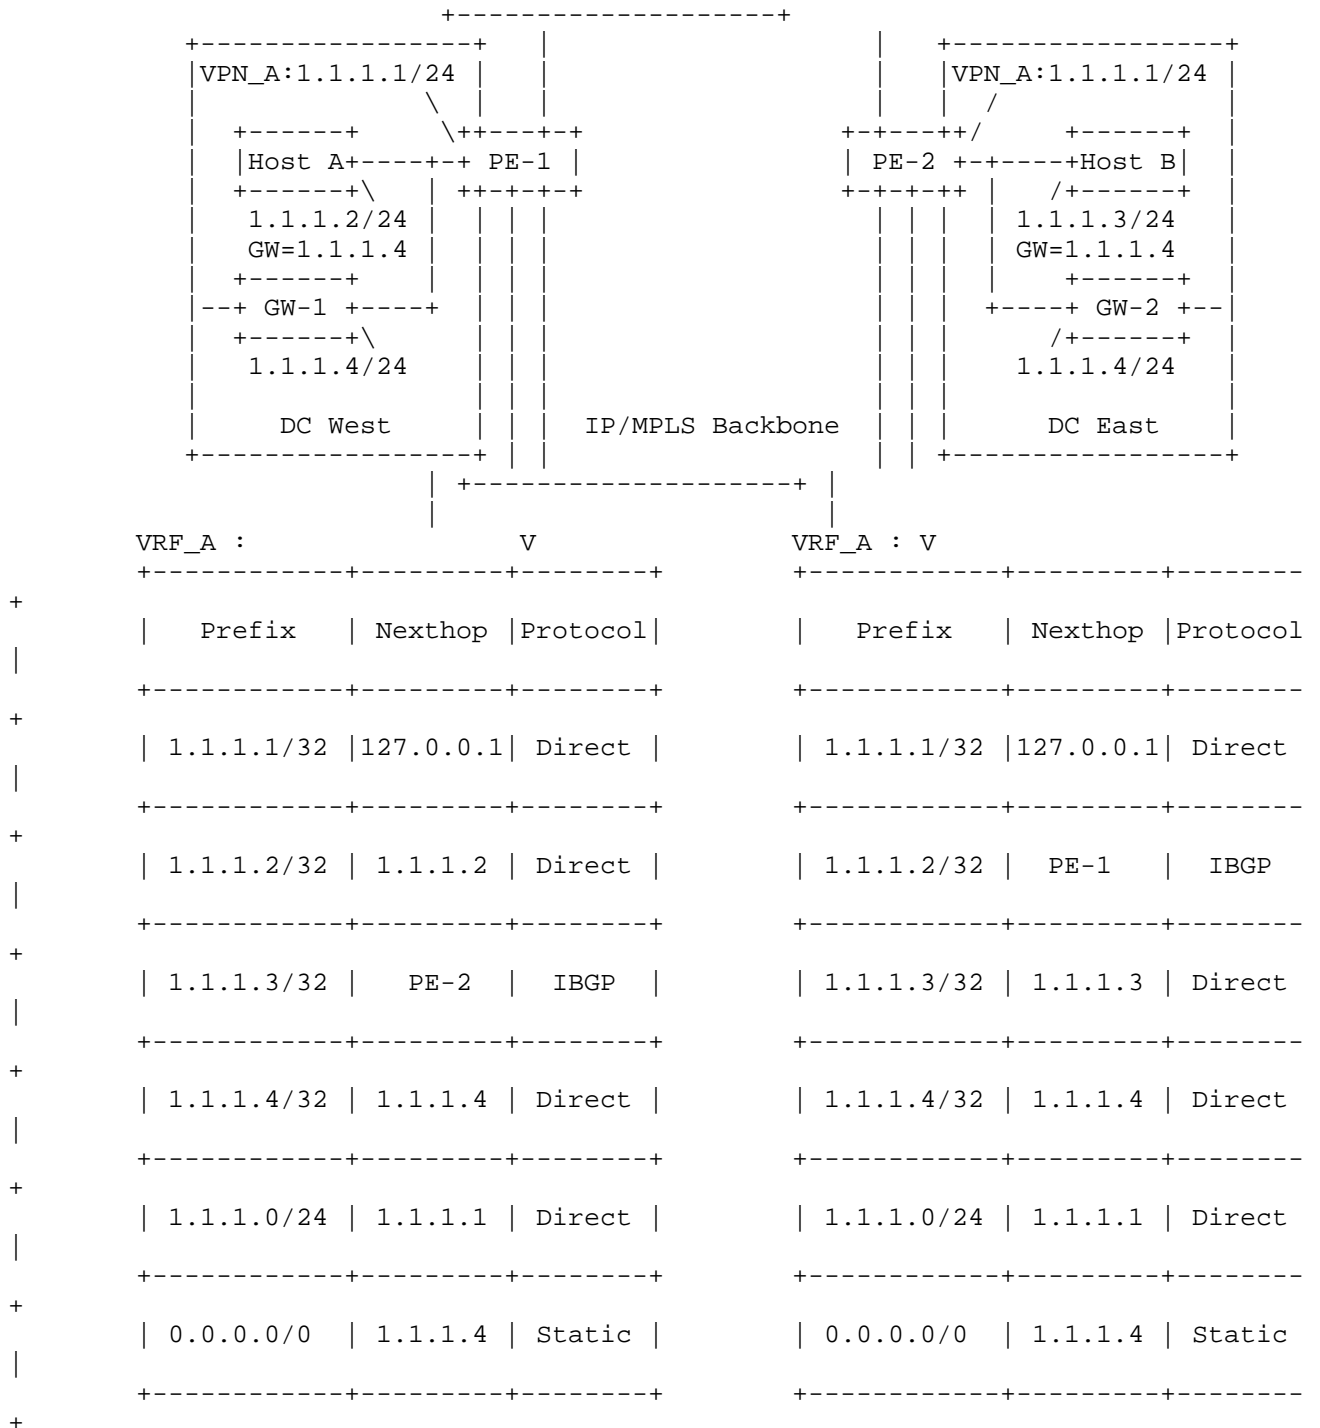 +--------------------+
+-----------------+ | | +-----------------+
|VPN_A:1.1.1.1/24 | | | |VPN_A:1.1.1.1/24 |
| \ | | | | / |
| +------+ \++---+-+ +-+---++/ +------+ |
| |Host A+----+-+ PE-1 | | PE-2 +-+----+Host B| |
| +------+\ | ++-+-+-+ +-+-+-++ | /+------+ |
| 1.1.1.2/24 | | | | | | | | 1.1.1.3/24 |
| GW=1.1.1.4 | | | | | | | | GW=1.1.1.4 |
| +------+ | | | | | | | | +------+ |
|--+ GW-1 +----+ | | | | | | +----+ GW-2 +--|
| +------+\ | | | | | | /+------+ |
| 1.1.1.4/24 | | | | | | 1.1.1.4/24 |
| | | | | | | |
| DC West | | | IP/MPLS Backbone | | | DC East |
+-----------------+ | | | | +-----------------+
| +--------------------+ |
| |
VRF_A : V VRF_A : V
+------------+---------+--------+ +------------+---------+--------
+
| Prefix | Nexthop |Protocol| | Prefix | Nexthop |Protocol
|
+------------+---------+--------+ +------------+---------+--------
+
| 1.1.1.1/32 |127.0.0.1| Direct | | 1.1.1.1/32 |127.0.0.1| Direct
|
+------------+---------+--------+ +------------+---------+--------
+
| 1.1.1.2/32 | 1.1.1.2 | Direct | | 1.1.1.2/32 | PE-1 | IBGP
|
+------------+---------+--------+ +------------+---------+--------
+
| 1.1.1.3/32 | PE-2 | IBGP | | 1.1.1.3/32 | 1.1.1.3 | Direct
|
+------------+---------+--------+ +------------+---------+--------
+
| 1.1.1.4/32 | 1.1.1.4 | Direct | | 1.1.1.4/32 | 1.1.1.4 | Direct
|
+------------+---------+--------+ +------------+---------+--------
+
| 1.1.1.0/24 | 1.1.1.1 | Direct | | 1.1.1.0/24 | 1.1.1.1 | Direct
|
+------------+---------+--------+ +------------+---------+--------
+
| 0.0.0.0/0 | 1.1.1.4 | Static | | 0.0.0.0/0 | 1.1.1.4 | Static
|
+------------+---------+--------+ +------------+---------+--------
+